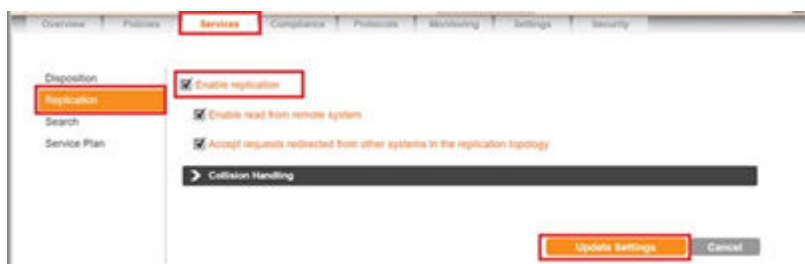 Overview Policies Services Compliance Protocols Monitoring Settings Security
Disposition
Enable replication
Replication
Enable read from remote system
Search
Service Plan
Accept requests redirected from other systems in the replication topology
Collision Handling
Update Settings Cancel